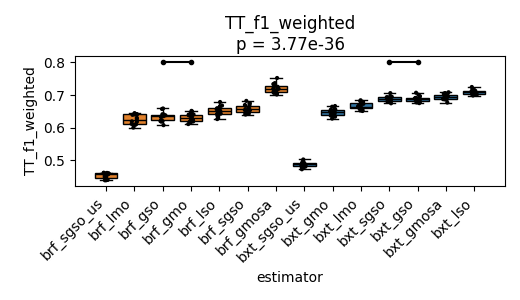 TT_f1_weighted
p = 3.77e-36
TT_f1_weighted
0.8
0.7
0.6
0.5
brf_sgso_us
brf_lmo
brf_gso
brf_gmo
brf_lso
brf_sgso
brf_gmosa
bxt_sgso_us
bxt_gmo
bxt_lmo
bxt_sgso
bxt_gso
bxt_gmosa
bxt_lso
estimator